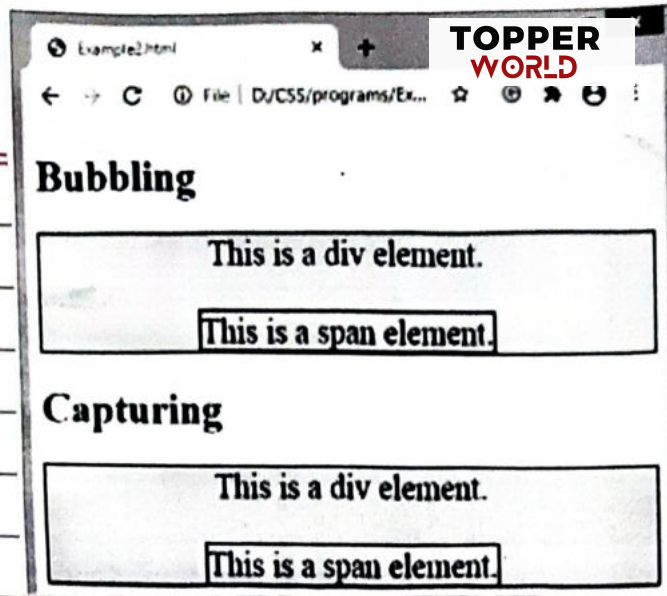 Example2.html
TOPPER
WORLD
File | D:/CSS/programs/Ex...
Bubbling
This is a div element.
This is a span element.
Capturing
This is a div element.
This is a span element.